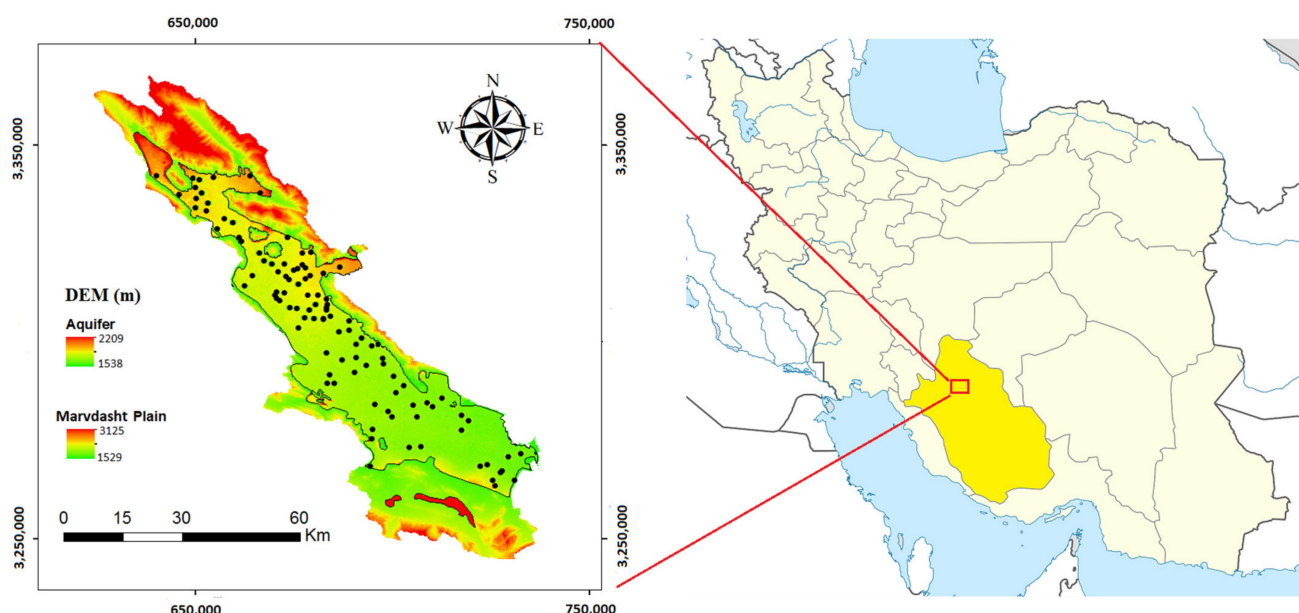 650,000
750,000
N
W E
S
3,350,000
3,350,000
DEM (m)
Aquifer
2209
1538
Marvdasht Plain
3125
1529
0 15 30 60
Km
3,250,000
3,250,000
650,000
750,000